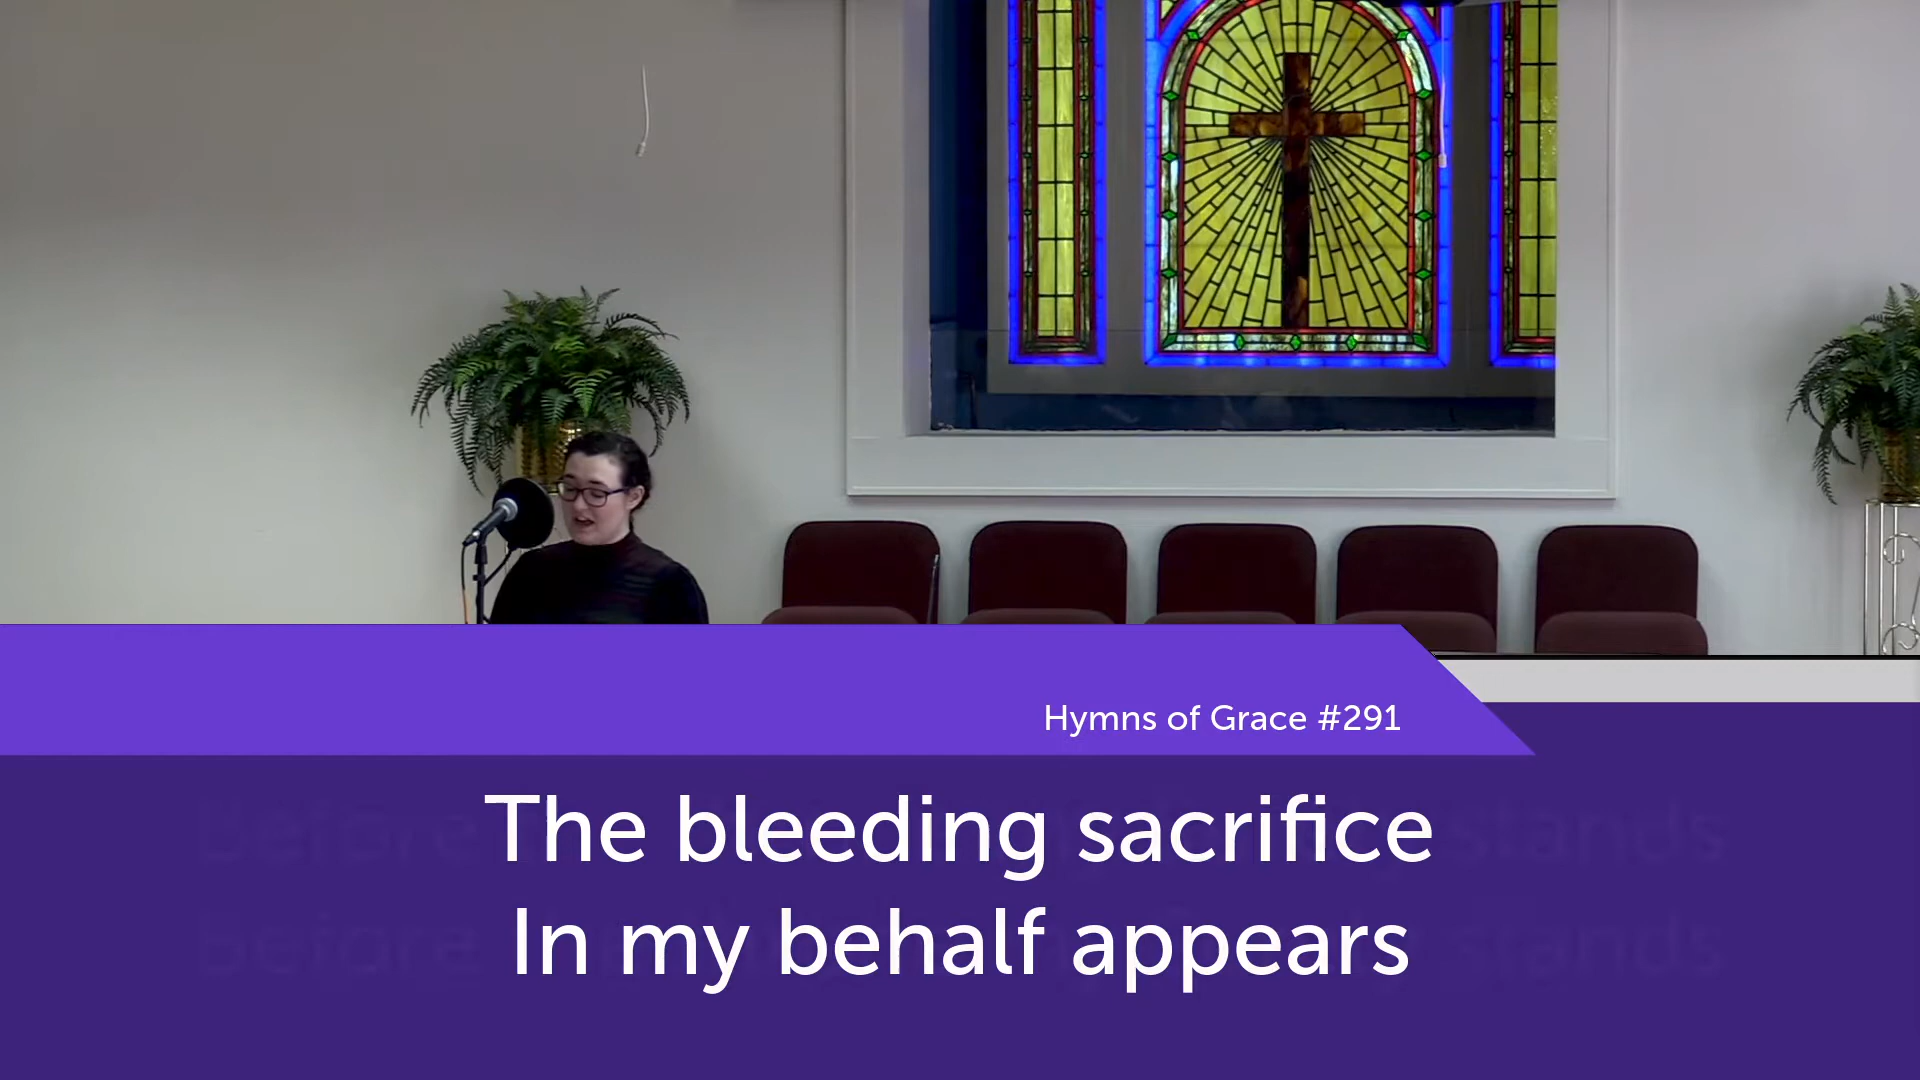 Hymns of Grace #291
The bleeding sacrifice
In my behalf appears